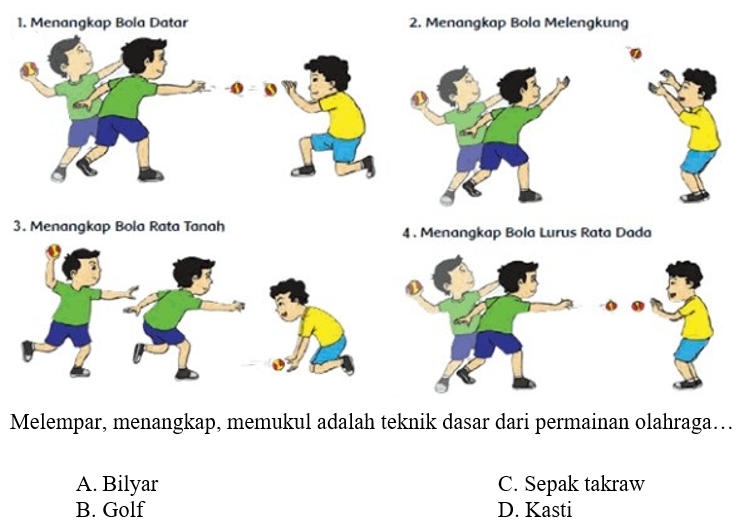 1. Menangkap Bola Datar
2. Menangkap Bola Melengkung
3. Menangkap Bola Rata Tanah
4. Menangkap Bola Lurus Rata Dada
Melempar, menangkap, memukul adalah teknik dasar dari permainan olahraga…
A. Bilyar
C. Sepak takraw
B. Golf
D. Kasti